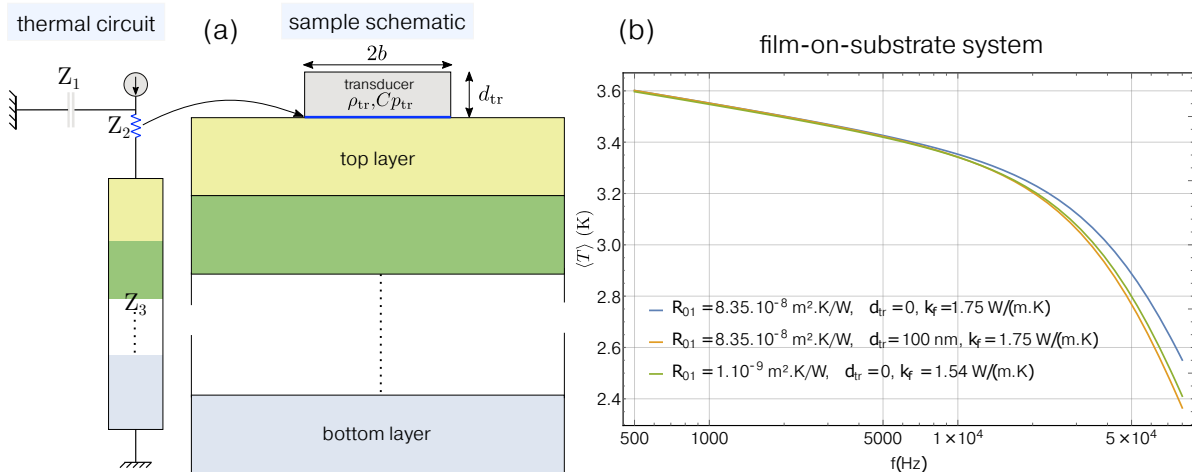 thermal circuit
(a)
sample schematic
2b
Z₁
transducer
ρtr,Cptr
dtr
Z₂
top layer
Z₃
bottom layer
(b)
film-on-substrate system
3.6
3.4
3.2
3.0
2.8
2.6
2.4
⟨T⟩ (K)
R₀₁ = 8.35.10⁻⁸ m².K/W, dtr = 0, kf = 1.75 W/(m.K)
R₀₁ = 8.35.10⁻⁸ m².K/W, dtr = 100 nm, kf = 1.75 W/(m.K)
R₀₁ = 1.10⁻⁹ m².K/W, dtr = 0, kf = 1.54 W/(m.K)
500 1000 5000 1×10⁴ 5×10⁴
f(Hz)